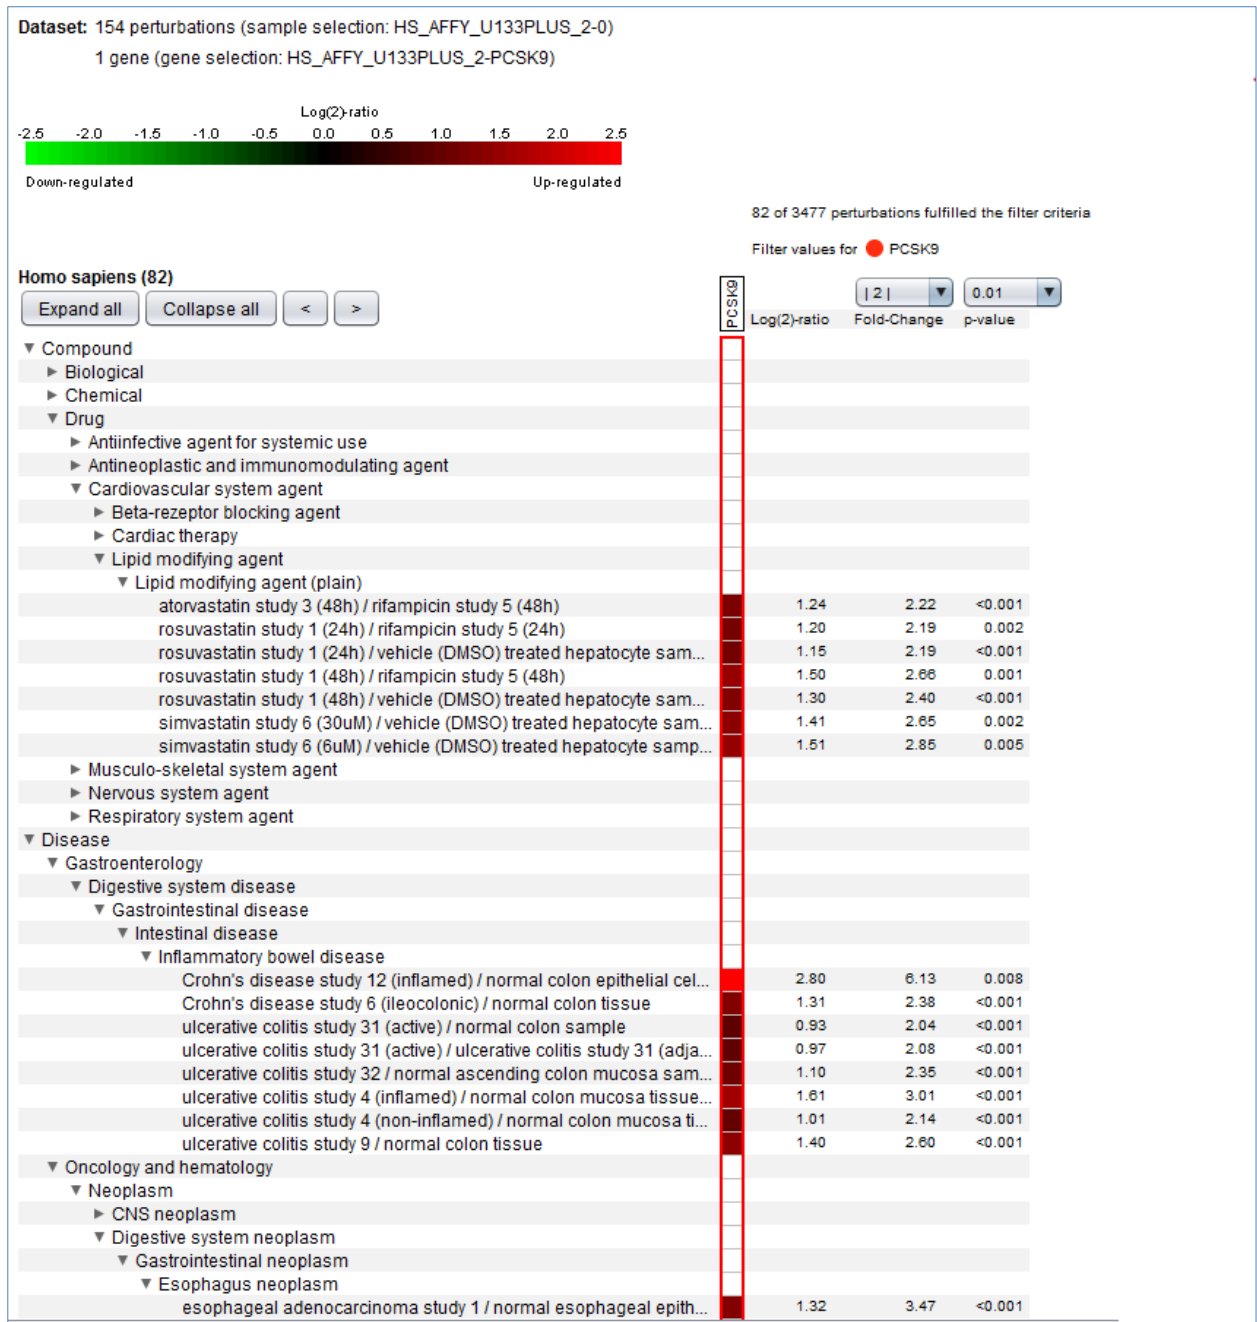 Dataset: 154 perturbations (sample selection: HS_AFFY_U133PLUS_2-0)
1 gene (gene selection: HS_AFFY_U133PLUS_2-PCSK9)
Log(2)-ratio
-2.5 -2.0 -1.5 -1.0 -0.5 0.0 0.5 1.0 1.5 2.0 2.5
Down-regulated Up-regulated
82 of 3477 perturbations fulfilled the filter criteria
Filter values for PCSK9
Homo sapiens (82)
Expand all Collapse all < > PCSK9 |2| 0.01
Log(2)-ratio Fold-Change p-value
Compound
Biological
Chemical
Drug
Antiinfective agent for systemic use
Antineoplastic and immunomodulating agent
Cardiovascular system agent
Beta-rezeptor blocking agent
Cardiac therapy
Lipid modifying agent
Lipid modifying agent (plain)
atorvastatin study 3 (48h) / rifampicin study 5 (48h) 1.24 2.22 <0.001
rosuvastatin study 1 (24h) / rifampicin study 5 (24h) 1.20 2.19 0.002
rosuvastatin study 1 (24h) / vehicle (DMSO) treated hepatocyte sam... 1.15 2.19 <0.001
rosuvastatin study 1 (48h) / rifampicin study 5 (48h) 1.50 2.66 0.001
rosuvastatin study 1 (48h) / vehicle (DMSO) treated hepatocyte sam... 1.30 2.40 <0.001
simvastatin study 6 (30uM) / vehicle (DMSO) treated hepatocyte sam... 1.41 2.65 0.002
simvastatin study 6 (6uM) / vehicle (DMSO) treated hepatocyte samp... 1.51 2.85 0.005
Musculo-skeletal system agent
Nervous system agent
Respiratory system agent
Disease
Gastroenterology
Digestive system disease
Gastrointestinal disease
Intestinal disease
Inflammatory bowel disease
Crohn's disease study 12 (inflamed) / normal colon epithelial cel... 2.80 6.13 0.008
Crohn's disease study 6 (ileocolonic) / normal colon tissue 1.31 2.38 <0.001
ulcerative colitis study 31 (active) / normal colon sample 0.93 2.04 <0.001
ulcerative colitis study 31 (active) / ulcerative colitis study 31 (adja... 0.97 2.08 <0.001
ulcerative colitis study 32 / normal ascending colon mucosa sam... 1.10 2.35 <0.001
ulcerative colitis study 4 (inflamed) / normal colon mucosa tissue... 1.61 3.01 <0.001
ulcerative colitis study 4 (non-inflamed) / normal colon mucosa ti... 1.01 2.14 <0.001
ulcerative colitis study 9 / normal colon tissue 1.40 2.60 <0.001
Oncology and hematology
Neoplasm
CNS neoplasm
Digestive system neoplasm
Gastrointestinal neoplasm
Esophagus neoplasm
esophageal adenocarcinoma study 1 / normal esophageal epith... 1.32 3.47 <0.001